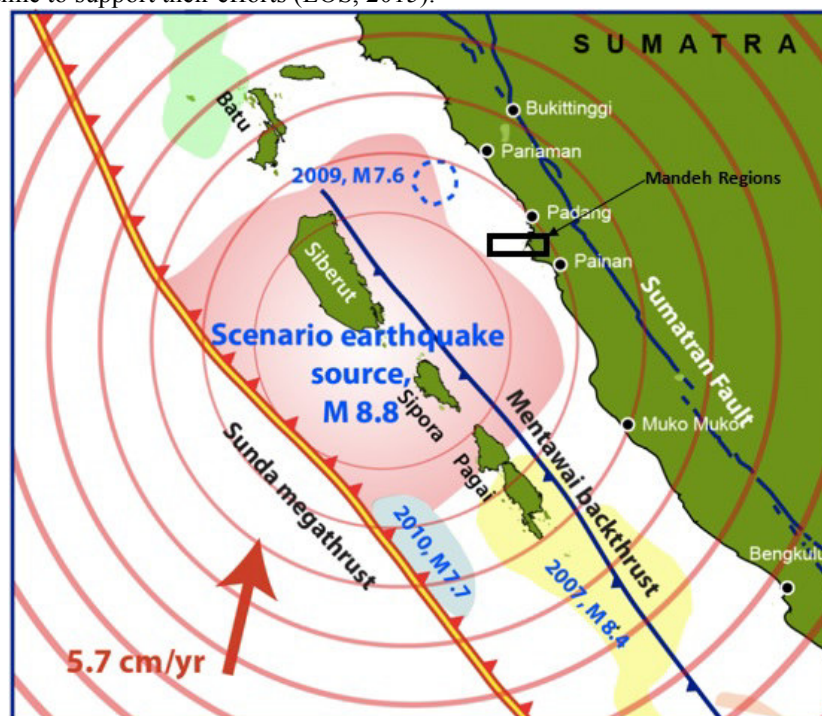 SUMATRA
Batu
Bukittinggi
Pariaman
2009, M7.6
Mandeh Regions
Padang
Siberut
Painan
Scenario earthquake
source,
M 8.8
Sumatran Fault
Sipora
Mentawai backthrust
Muko Muko
Pagai
Sunda megathrust
2010, M7.7
2007, M8.4
Bengkulu
5.7 cm/yr